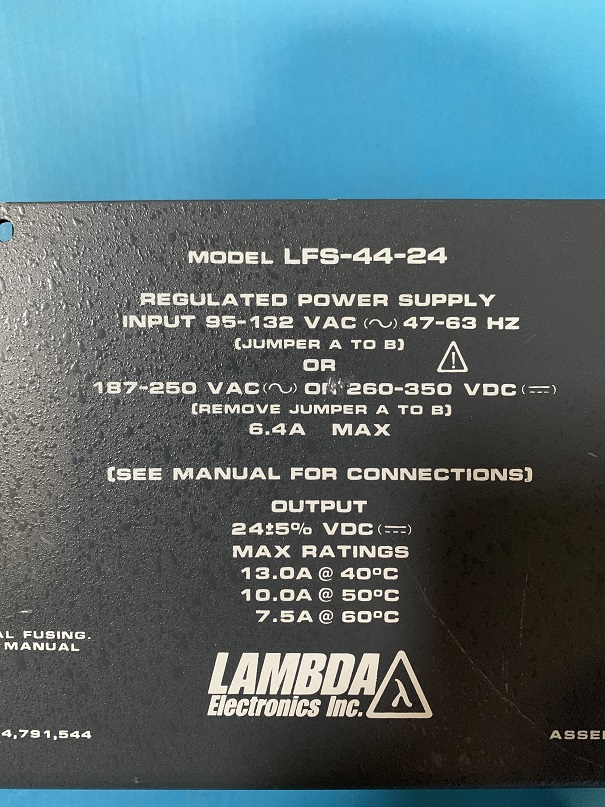 MODEL LFS-44-24
REGULATED POWER SUPPLY
INPUT 95-132 VAC (∼) 47-63 HZ
(JUMPER A TO B)
OR
187-250 VAC (∼) OR 260-350 VDC (⎓)
(REMOVE JUMPER A TO B)
6.4A MAX
(SEE MANUAL FOR CONNECTIONS)
OUTPUT
24±5% VDC (⎓)
MAX RATINGS
13.0A @ 40°C
10.0A @ 50°C
7.5A @ 60°C
AL FUSING.
MANUAL
LAMBDA
Electronics Inc.
λ
4,791,544
ASSE